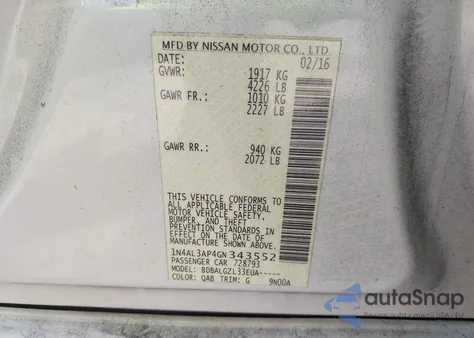 MFD BY NISSAN MOTOR CO., LTD.
DATE: 02/16
GVWR: 1917 KG
4226 LB
GAWR FR.: 1010 KG
2227 LB
GAWR RR.: 940 KG
2072 LB
THIS VEHICLE CONFORMS TO
ALL APPLICABLE FEDERAL
MOTOR VEHICLE SAFETY,
BUMPER, AND THEFT
PREVENTION STANDARDS IN
EFFECT ON THE DATE OF
MANUFACTURE SHOWN ABOVE.
1N4AL3AP4GN343552
PASSENGER CAR 728793
MODEL: BDBALGZL33EUA-----
COLOR: QAB TRIM: G 9N00A
autoSnap